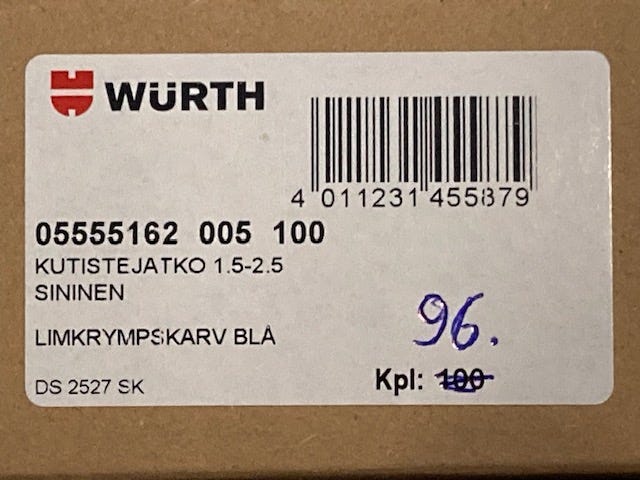 WÜRTH
4 011231 455879
05555162 005 100
KUTISTEJATKO 1.5-2.5
SININEN
LIMKRYMPSKARV BLÅ
96.
DS 2527 SK
Kpl: 100